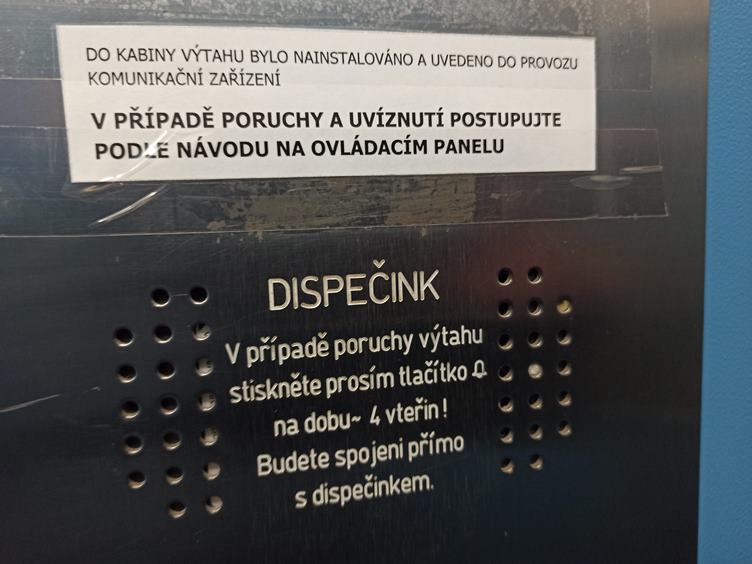 DO KABINY VÝTAHU BYLO NAINSTALOVÁNO A UVEDENO DO PROVOZU
KOMUNIKAČNÍ ZAŘÍZENÍ
V PŘÍPADĚ PORUCHY A UVÍZNUTÍ POSTUPUJTE
PODLE NÁVODU NA OVLÁDACÍM PANELU
DISPEČINK
V případě poruchy výtahu
stiskněte prosím tlačítko
na dobu~ 4 vteřin!
Budete spojeni přímo
s dispečinkem.